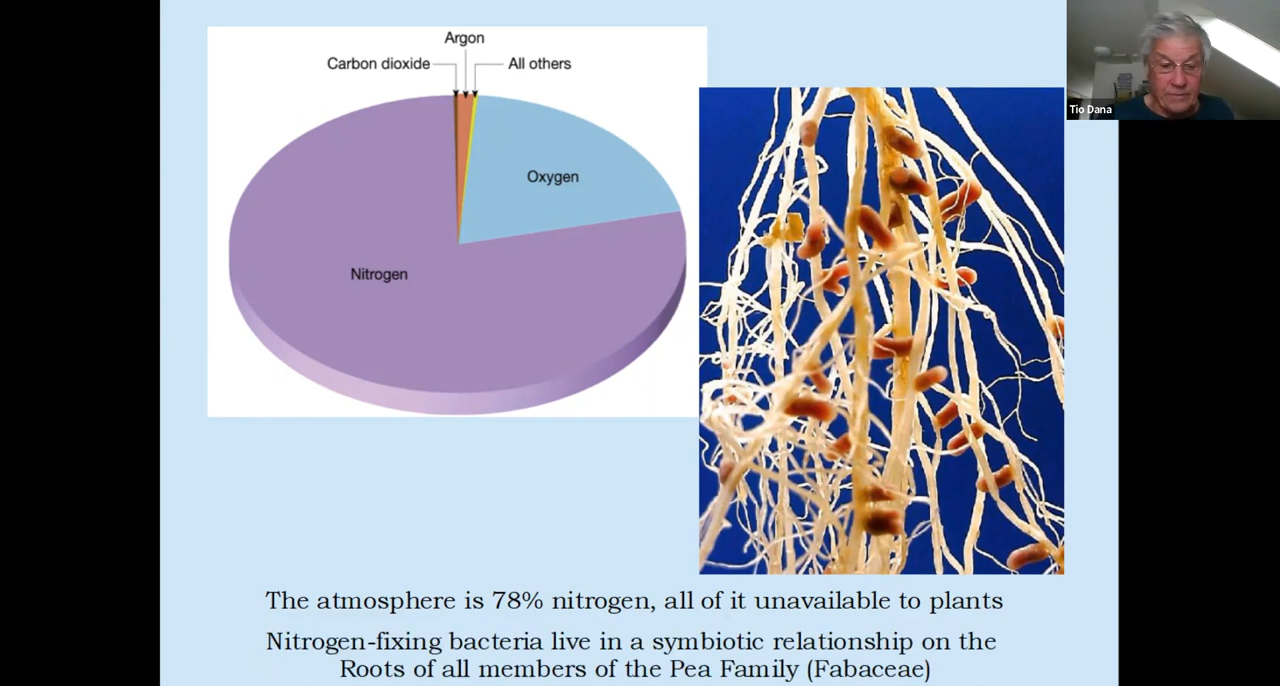 Argon
Carbon dioxide
All others
Tio Dana
Oxygen
Nitrogen
The atmosphere is 78% nitrogen, all of it unavailable to plants
Nitrogen-fixing bacteria live in a symbiotic relationship on the
Roots of all members of the Pea Family (Fabaceae)